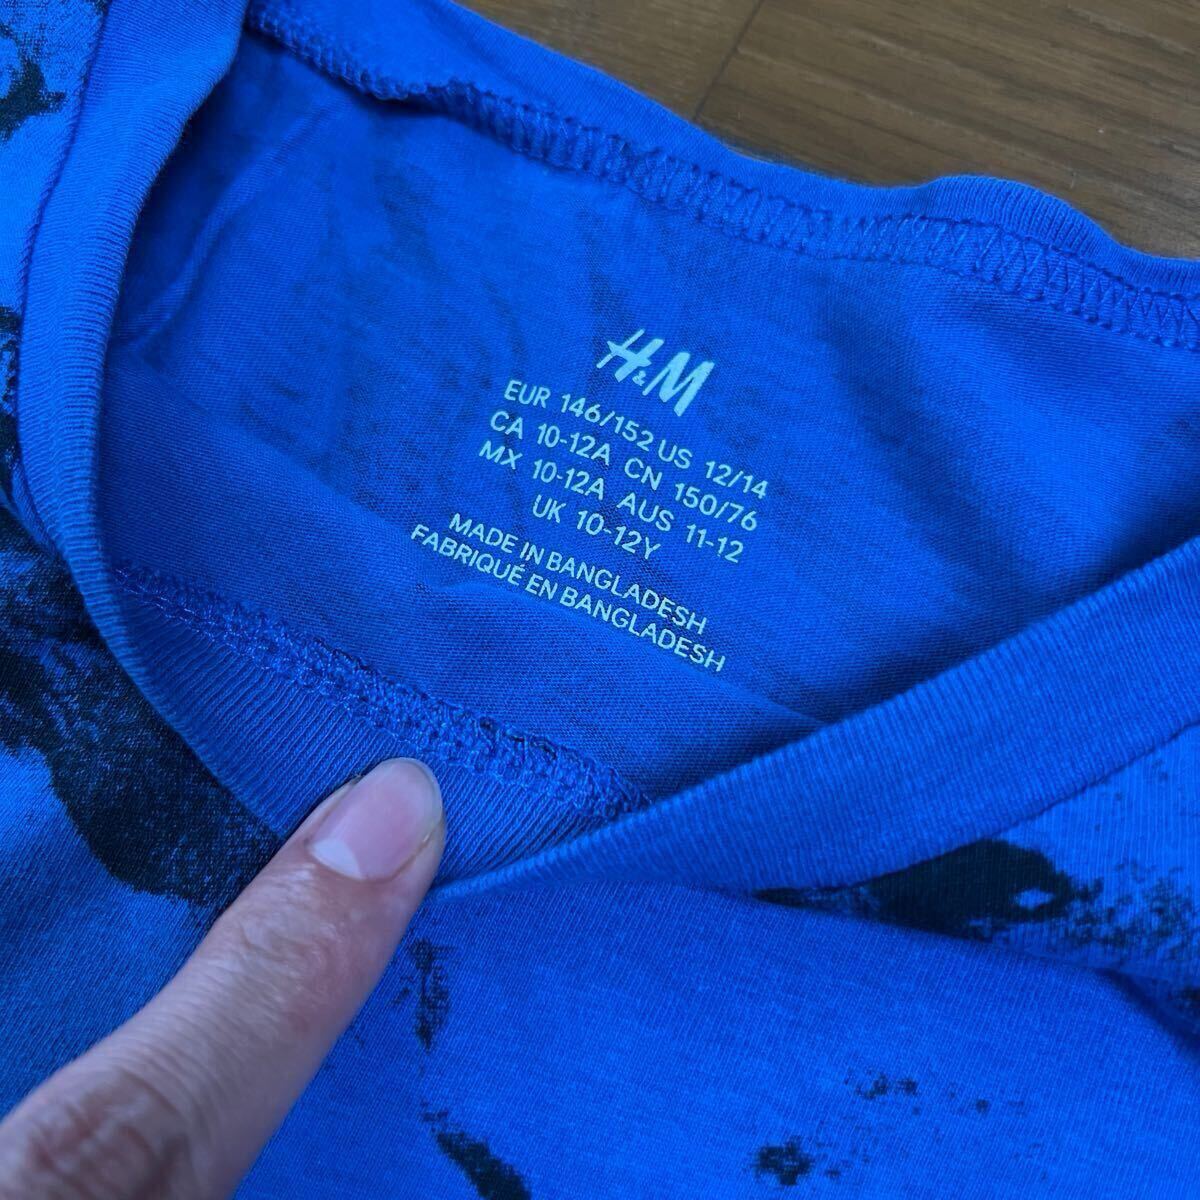 H&M
EUR 146/152 US 12/14
CA 10-12A CN 150/76
MX 10-12A AUS 11-12
UK 10-12Y
MADE IN BANGLADESH
FABRIQUÉ EN BANGLADESH